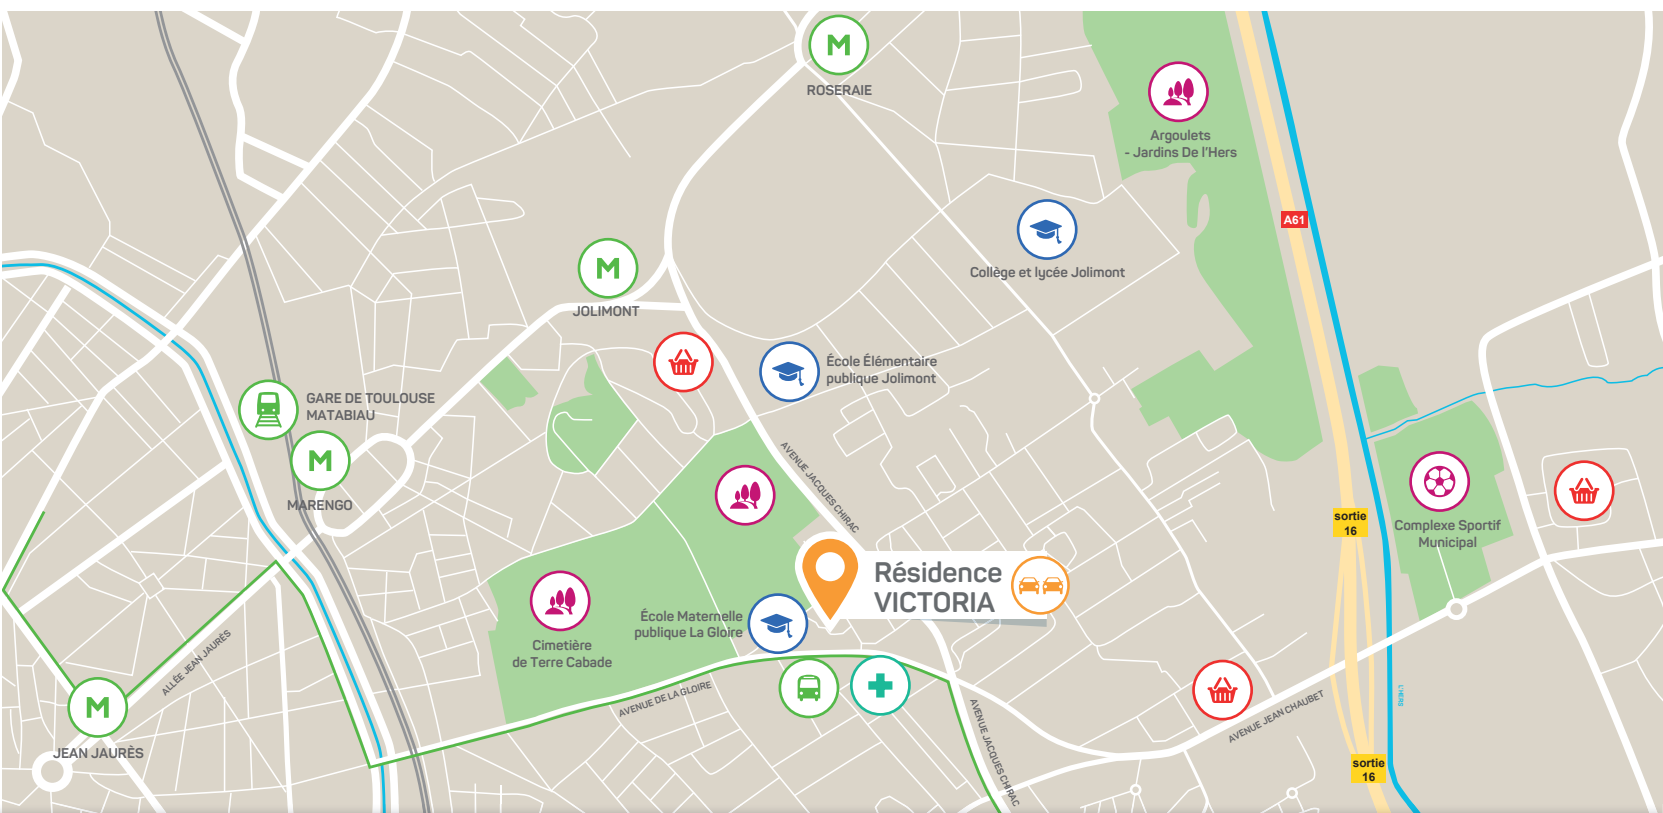 M
ROSERAIE
Argoulets
- Jardins De l'Hers
A61
Collège et lycée Jolimont
M
JOLIMONT
École Élémentaire
publique Jolimont
GARE DE TOULOUSE
MATABIAU
M
MARENGO
AVENUE JACQUES CHIRAC
sortie
16
Complexe Sportif
Municipal
Résidence
VICTORIA
École Maternelle
publique La Gloire
Cimetière
de Terre Cabade
ALLÉE JEAN JAURÈS
AVENUE DE LA GLOIRE
M
JEAN JAURÈS
AVENUE JACQUES CHIRAC
AVENUE JEAN CHAUBET
L'HERS
sortie
16